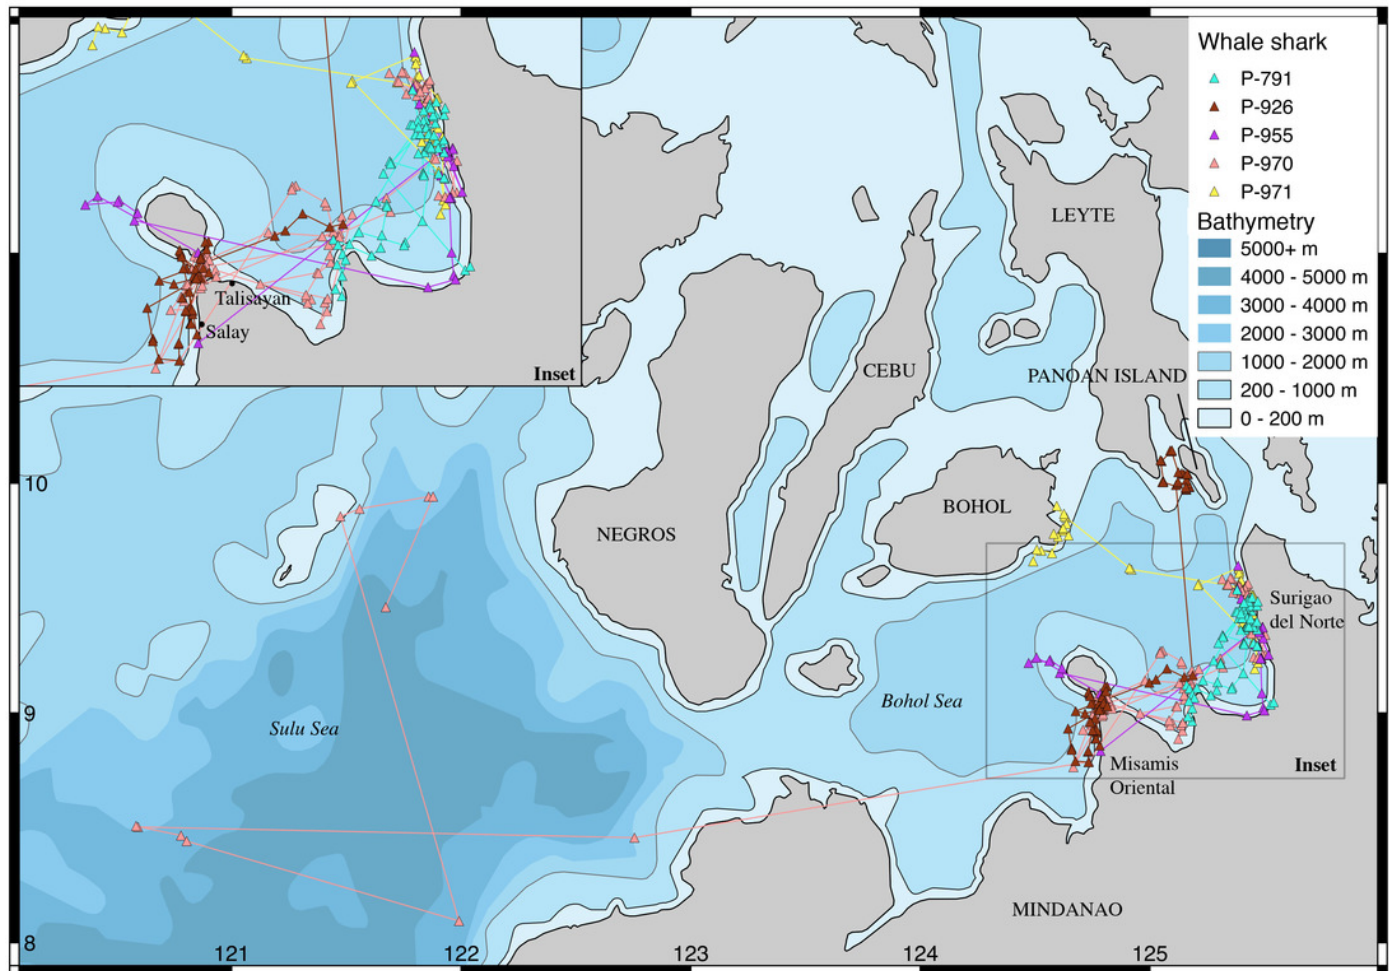 Whale shark
P-791
P-926
P-955
P-970
P-971
Bathymetry
5000+ m
4000 - 5000 m
3000 - 4000 m
2000 - 3000 m
1000 - 2000 m
200 - 1000 m
0 - 200 m
Talisayan
Salay
Inset
LEYTE
CEBU
PANOAN ISLAND
10
BOHOL
NEGROS
Surigao
del Norte
Bohol Sea
9
Sulu Sea
Misamis
Oriental
Inset
MINDANAO
8
121
122
123
124
125